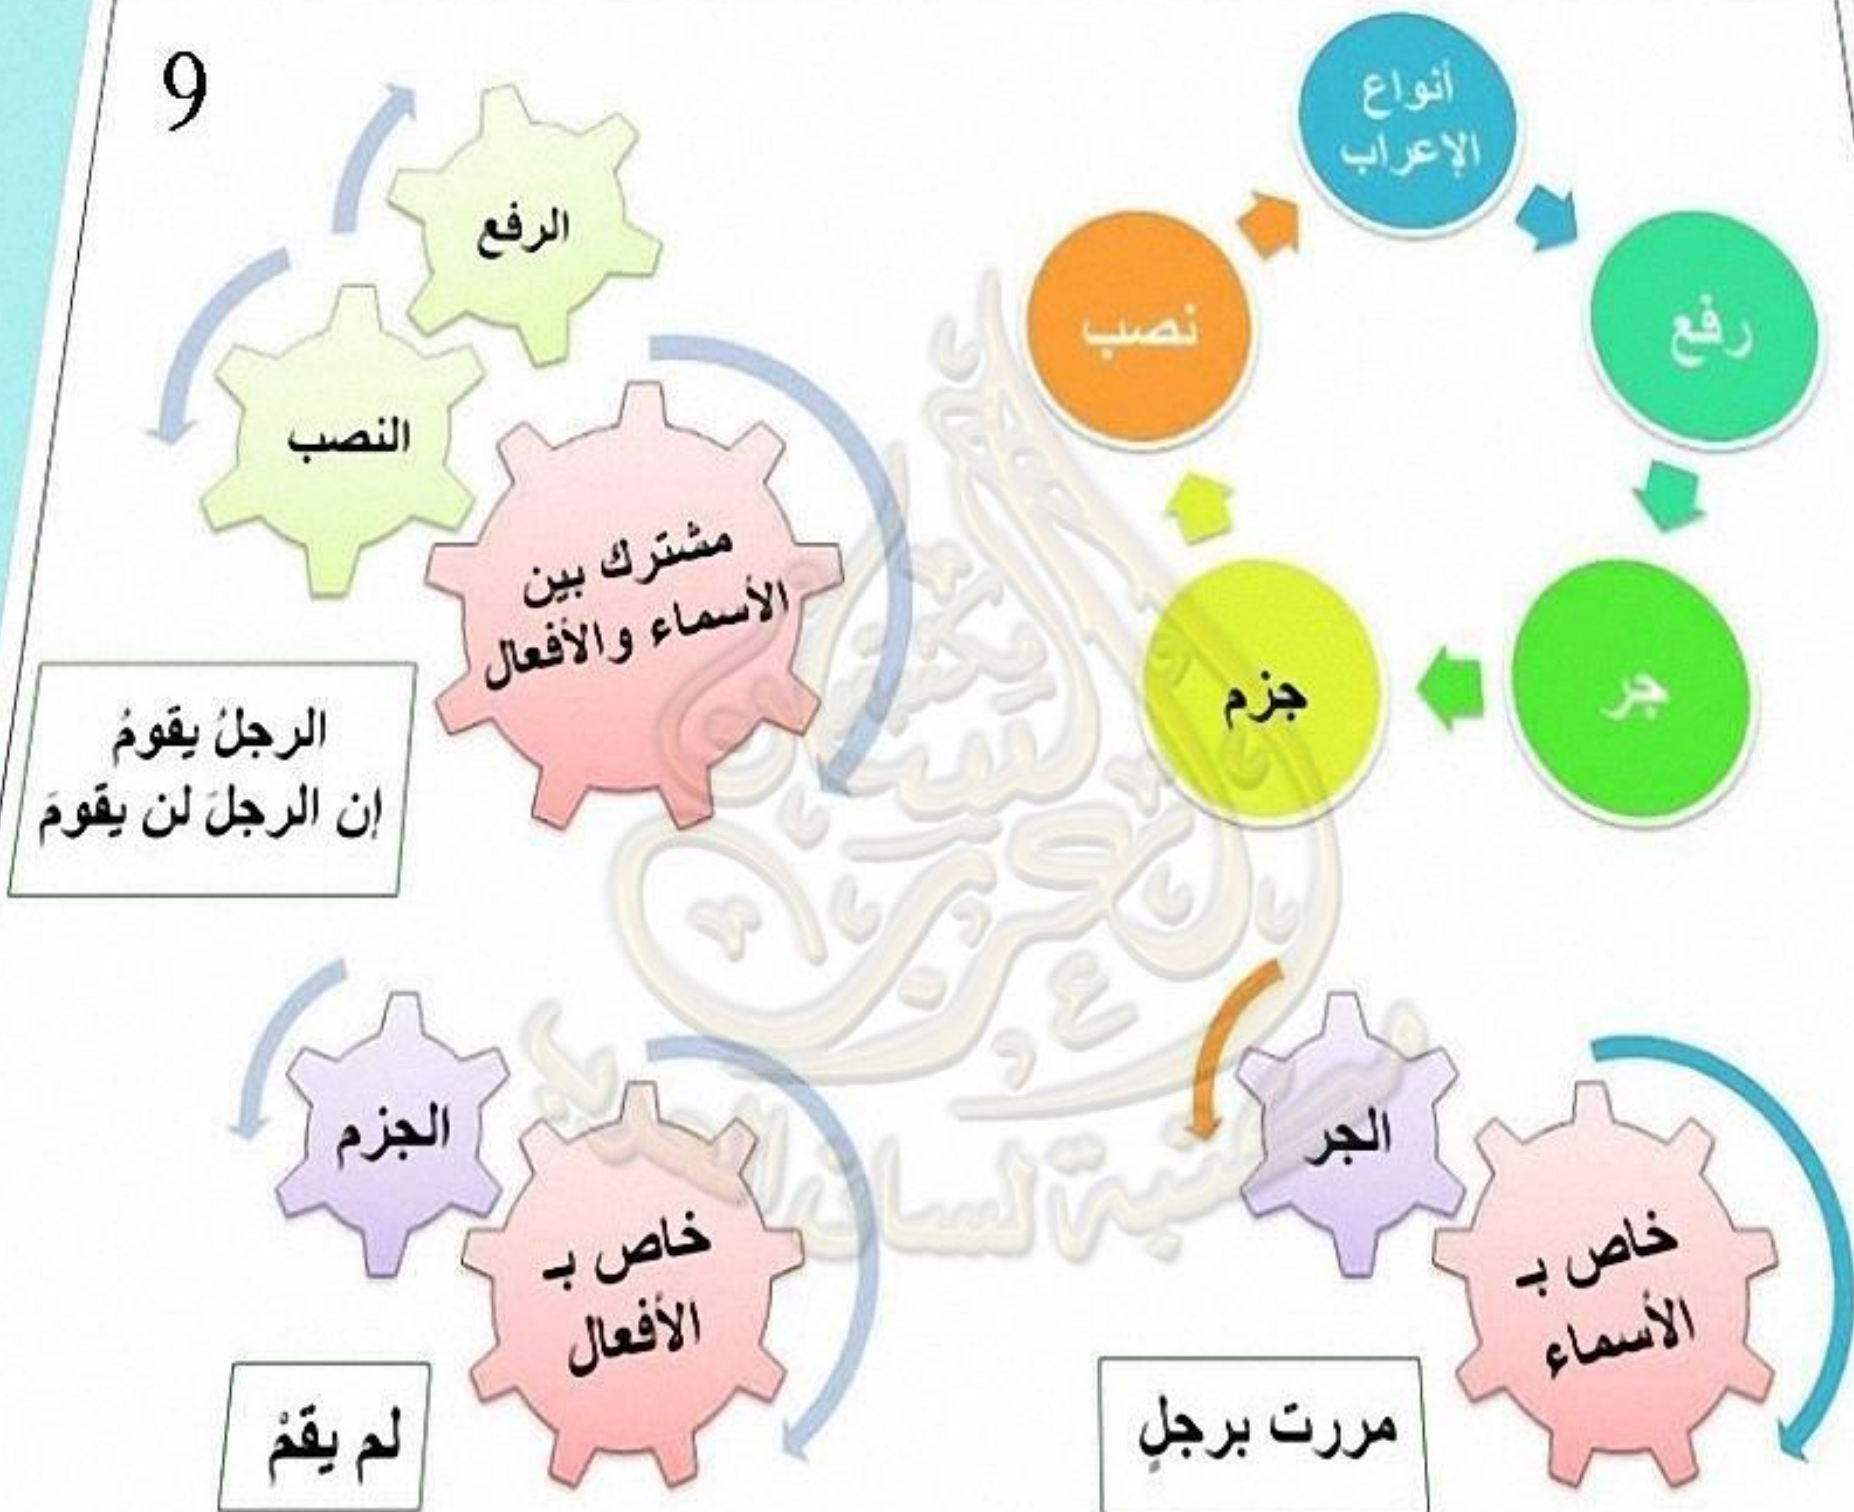 9
أنواع
الإعراب
رفع
جر
جزم
نصب
الرفع
النصب
مشترك بين
الأسماء والأفعال
الرجلُ يقومُ
إن الرجلَ لن يقومَ
الجر
خاص بـ
الأسماء
مررت برجلٍ
الجزم
خاص بـ
الأفعال
لم يقمْ